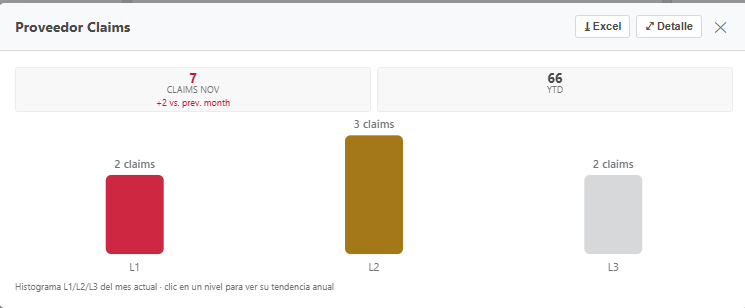 Proveedor Claims
Excel
Detalle
7
CLAIMS NOV
+2 vs. prev. month
66
YTD
2 claims
3 claims
2 claims
L1
L2
L3
Histograma L1/L2/L3 del mes actual · clic en un nivel para ver su tendencia anual